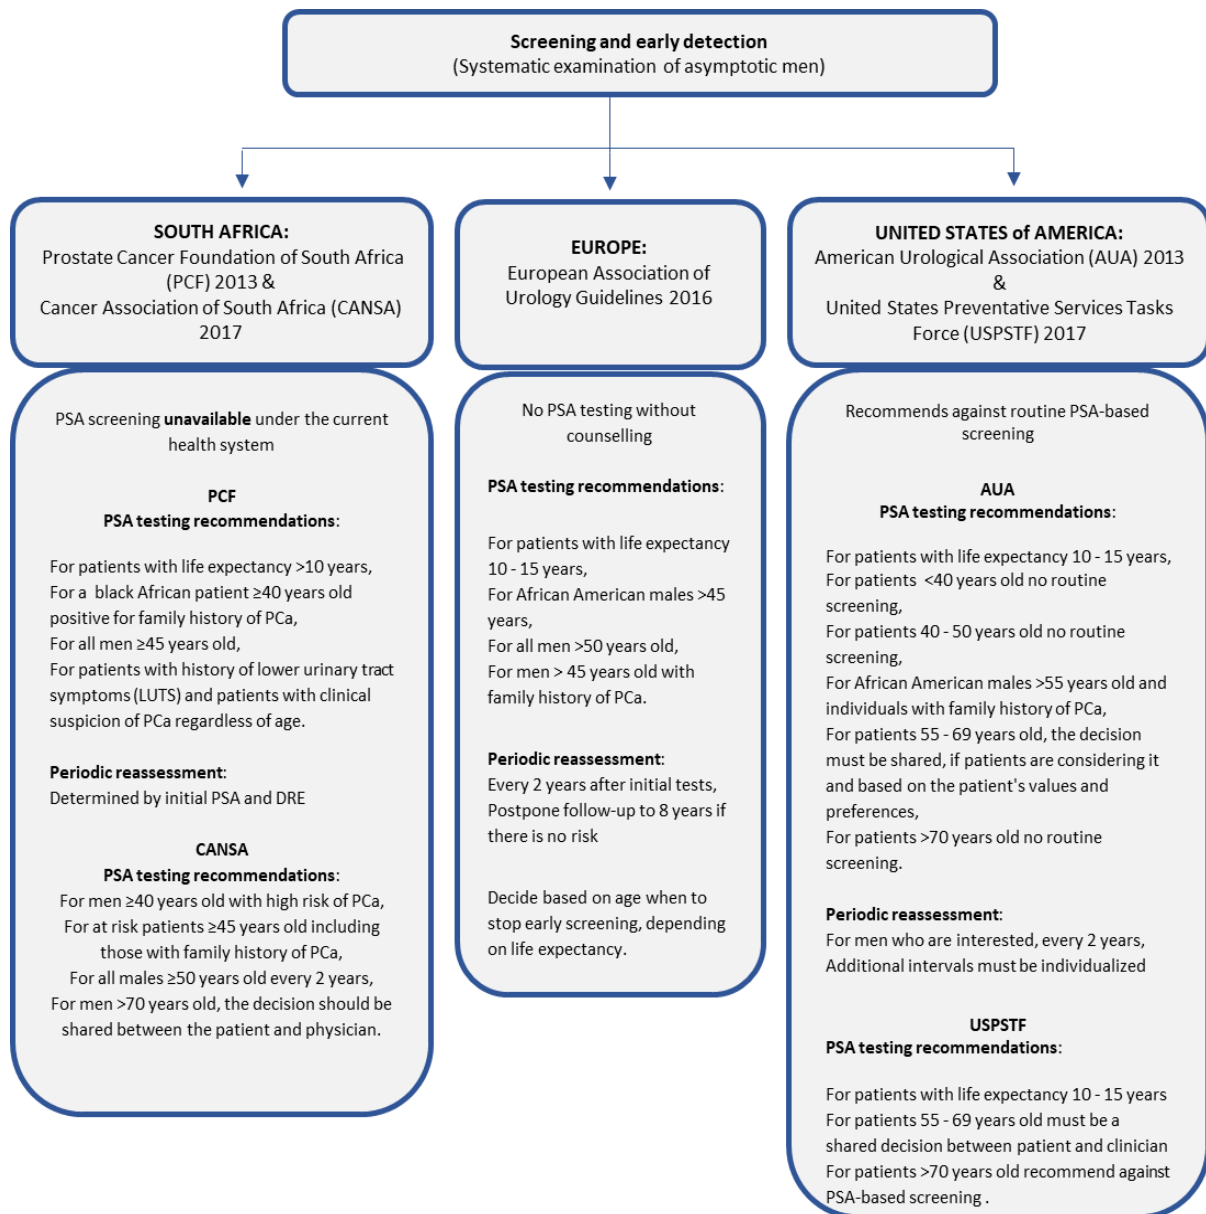 Screening and early detection
(Systematic examination of asymptotic men)
SOUTH AFRICA:
Prostate Cancer Foundation of South Africa
(PCF) 2013 &
Cancer Association of South Africa (CANSA)
2017
PSA screening unavailable under the current
health system
PCF
PSA testing recommendations:
For patients with life expectancy >10 years,
For a black African patient ≥40 years old
positive for family history of PCa,
For all men ≥45 years old,
For patients with history of lower urinary tract
symptoms (LUTS) and patients with clinical
suspicion of PCa regardless of age.
Periodic reassessment:
Determined by initial PSA and DRE
CANSA
PSA testing recommendations:
For men ≥40 years old with high risk of PCa,
For at risk patients ≥45 years old including
those with family history of PCa,
For all males ≥50 years old every 2 years,
For men >70 years old, the decision should be
shared between the patient and physician.
EUROPE:
European Association of
Urology Guidelines 2016
No PSA testing without
counselling
PSA testing recommendations:
For patients with life expectancy
10 - 15 years,
For African American males >45
years,
For all men >50 years old,
For men > 45 years old with
family history of PCa.
Periodic reassessment:
Every 2 years after initial tests,
Postpone follow-up to 8 years if
there is no risk
Decide based on age when to
stop early screening, depending
on life expectancy.
UNITED STATES of AMERICA:
American Urological Association (AUA) 2013
&
United States Preventative Services Tasks
Force (USPSTF) 2017
Recommends against routine PSA-based
screening
AUA
PSA testing recommendations:
For patients with life expectancy 10 - 15 years,
For patients <40 years old no routine
screening,
For patients 40 - 50 years old no routine
screening,
For African American males >55 years old and
individuals with family history of PCa,
For patients 55 - 69 years old, the decision
must be shared, if patients are considering it
and based on the patient's values and
preferences,
For patients >70 years old no routine
screening.
Periodic reassessment:
For men who are interested, every 2 years,
Additional intervals must be individualized
USPSTF
PSA testing recommendations:
For patients with life expectancy 10 - 15 years
For patients 55 - 69 years old must be a
shared decision between patient and clinician
For patients >70 years old recommend against
PSA-based screening .